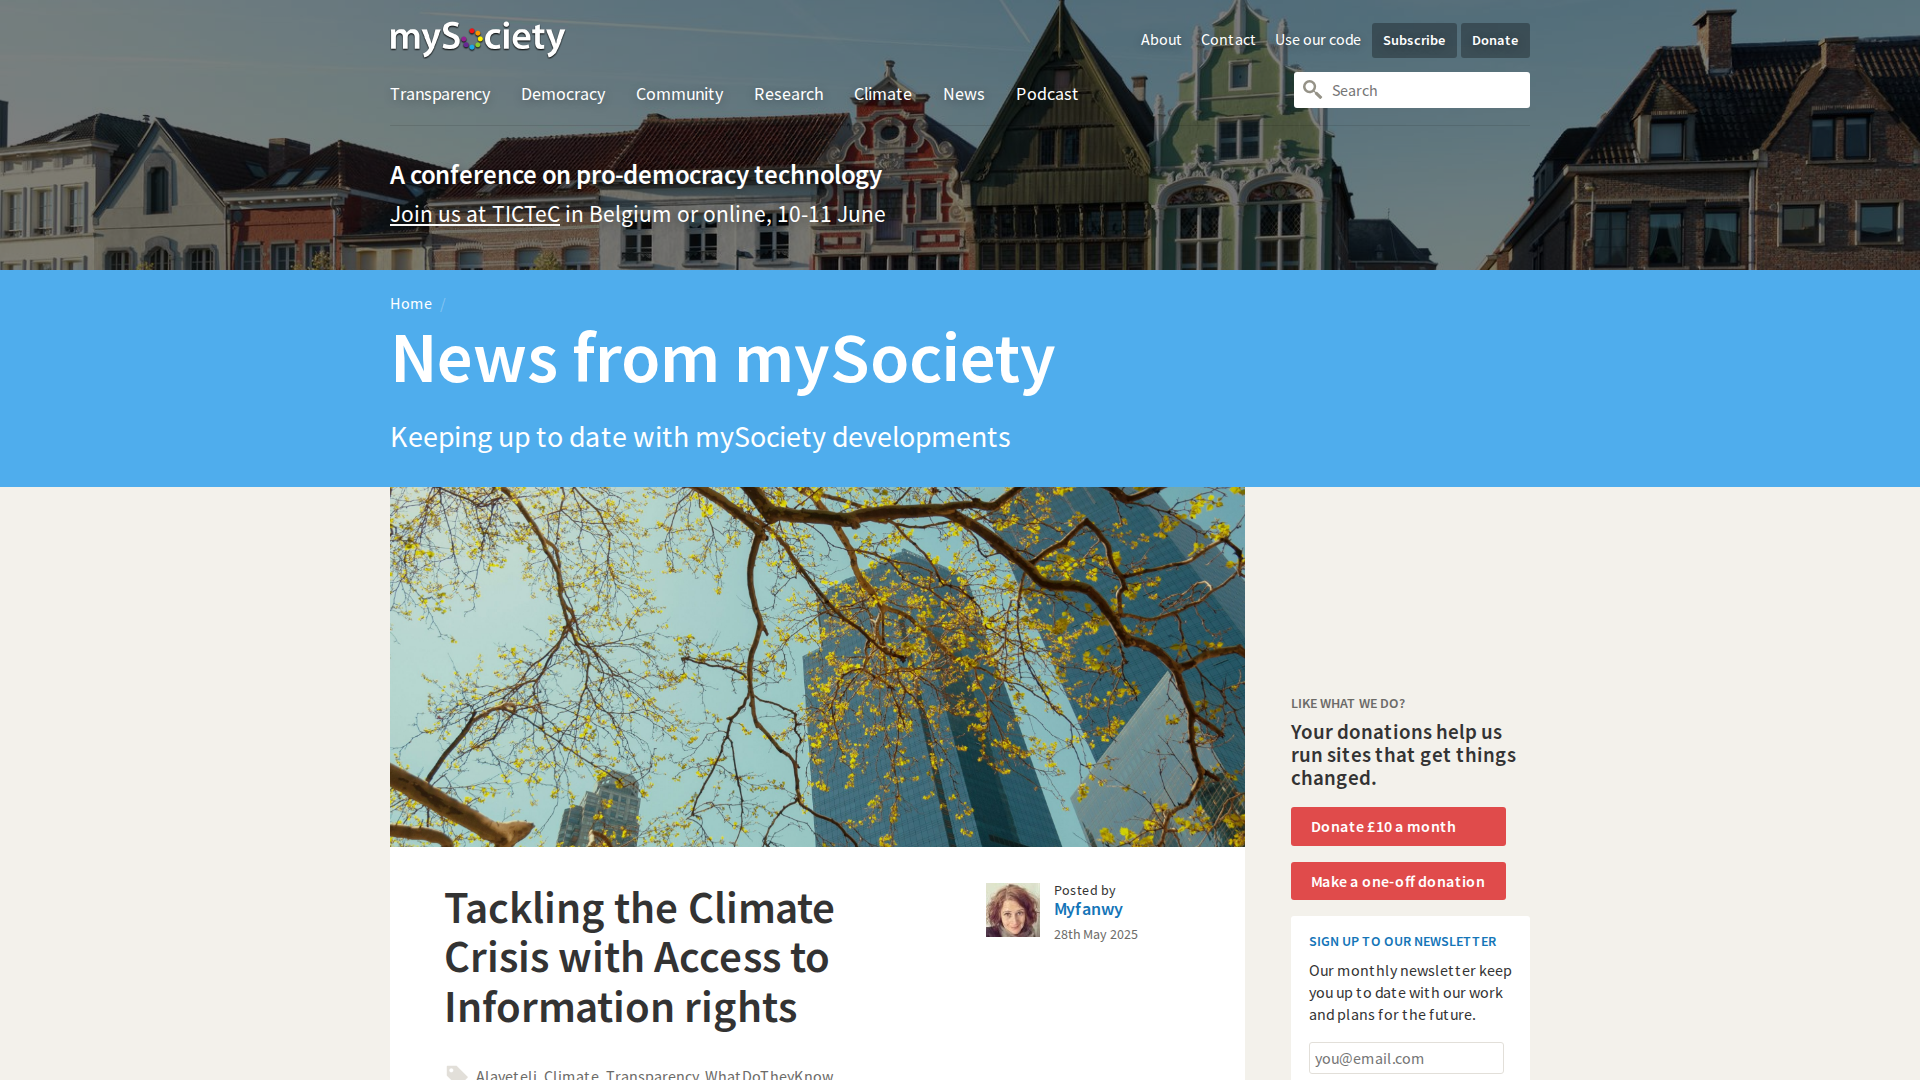 mySociety
About Contact Use our code Subscribe Donate
Transparency Democracy Community Research Climate News Podcast
Search
A conference on pro-democracy technology
Join us at TICTeC in Belgium or online, 10-11 June
Home /
News from mySociety
Keeping up to date with mySociety developments
Tackling the Climate
Crisis with Access to
Information rights
Posted by
Myfanwy
28th May 2025
Alaveteli, Climate, Transparency, WhatDoTheyKnow
LIKE WHAT WE DO?
Your donations help us
run sites that get things
changed.
Donate £10 a month
Make a one-off donation
SIGN UP TO OUR NEWSLETTER
Our monthly newsletter keep
you up to date with our work
and plans for the future.
you@email.com